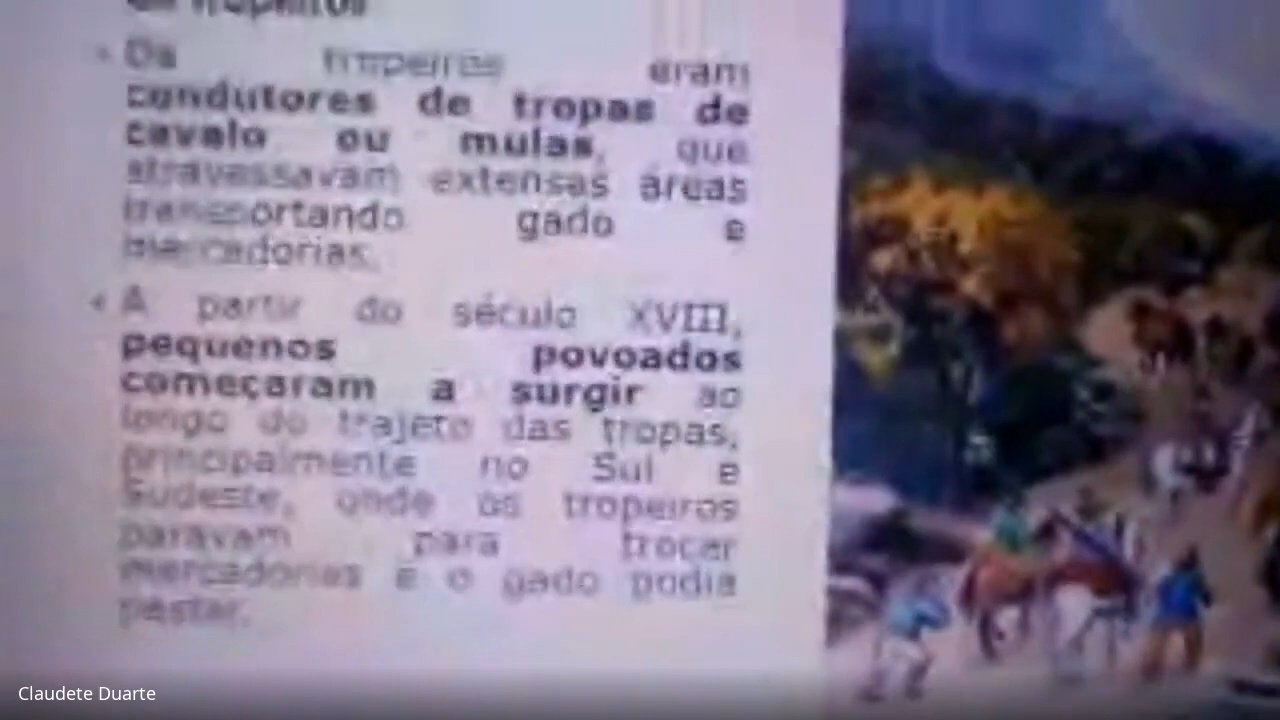 Os tropeiros eram
condutores de tropas de
cavalo ou mulas, que
atravessavam extensas áreas
transportando gado e
mercadorias.
A partir do século XVIII,
pequenos povoados
começaram a surgir ao
longo do trajeto das tropas,
principalmente no Sul e
Sudeste, onde os tropeiros
paravam para trocar
mercadorias e o gado podia
pastar.
Claudete Duarte